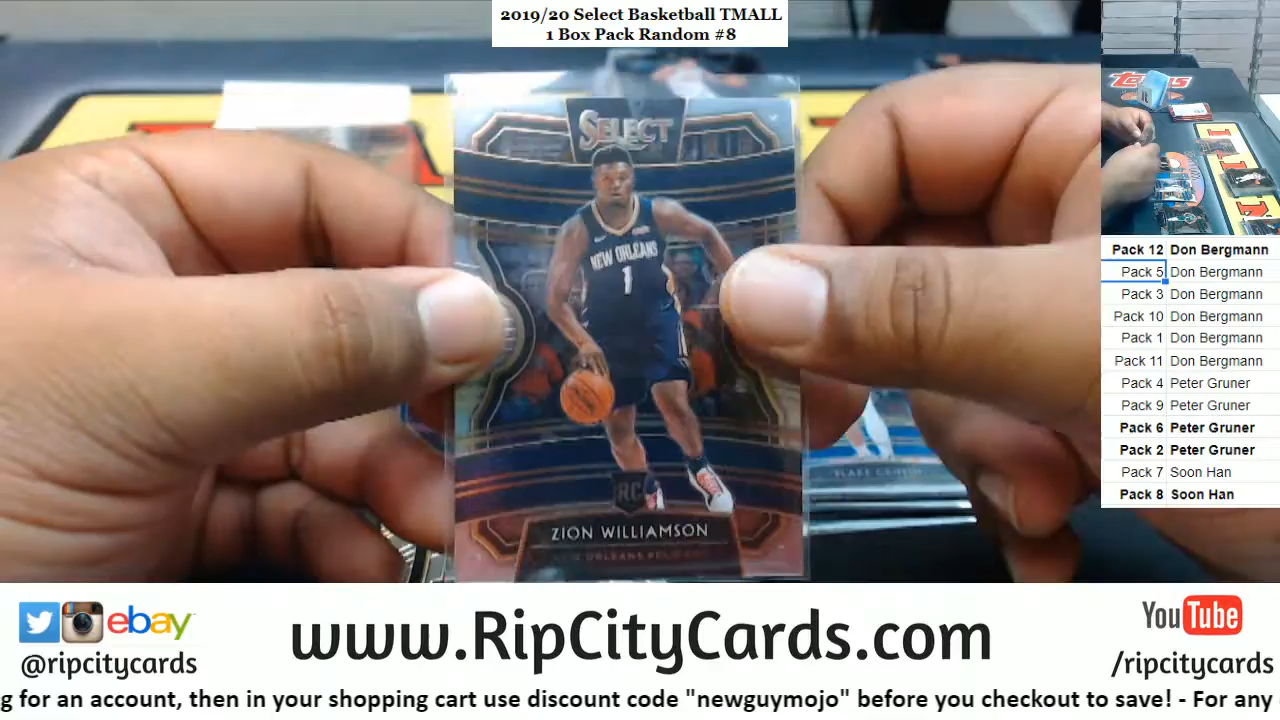 2019/20 Select Basketball TMALL
1 Box Pack Random #8
SELECT
NEW ORLEANS
1
RC
ZION WILLIAMSON
Pack 12 Don Bergmann
Pack 5 Don Bergmann
Pack 3 Don Bergmann
Pack 10 Don Bergmann
Pack 1 Don Bergmann
Pack 11 Don Bergmann
Pack 4 Peter Gruner
Pack 9 Peter Gruner
Pack 6 Peter Gruner
Pack 2 Peter Gruner
Pack 7 Soon Han
Pack 8 Soon Han
ebay
@ripcitycards
www.RipCityCards.com
YouTube
/ripcitycards
g for an account, then in your shopping cart use discount code "newguymojo" before you checkout to save! - For any